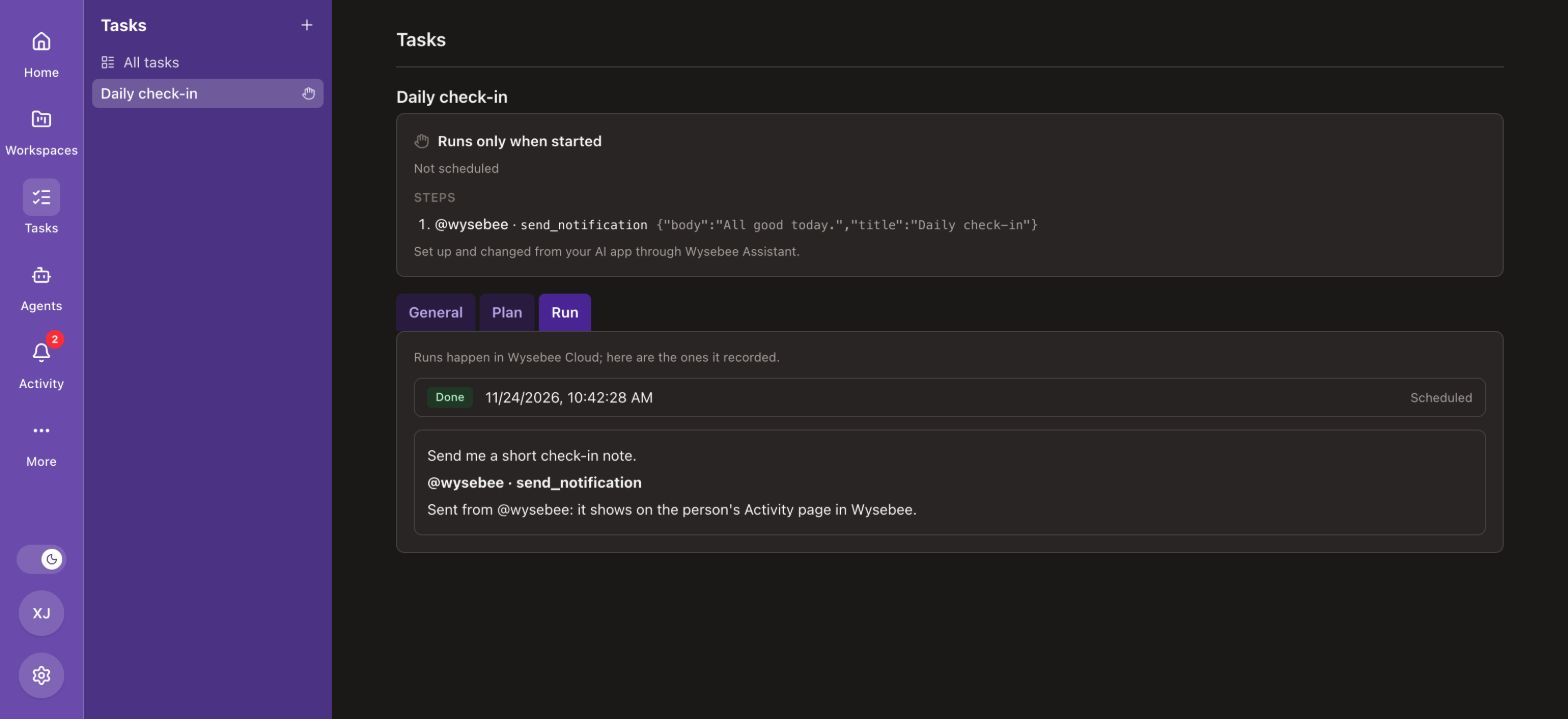 Home
Workspaces
Tasks
Agents
2
Activity
More
XJ
Tasks
All tasks
Daily check-in
Tasks
Daily check-in
Runs only when started
Not scheduled
STEPS
1. @wysebee · send_notification {"body":"All good today.","title":"Daily check-in"}
Set up and changed from your AI app through Wysebee Assistant.
General Plan Run
Runs happen in Wysebee Cloud; here are the ones it recorded.
Done 11/24/2026, 10:42:28 AM Scheduled
Send me a short check-in note.
@wysebee · send_notification
Sent from @wysebee: it shows on the person's Activity page in Wysebee.